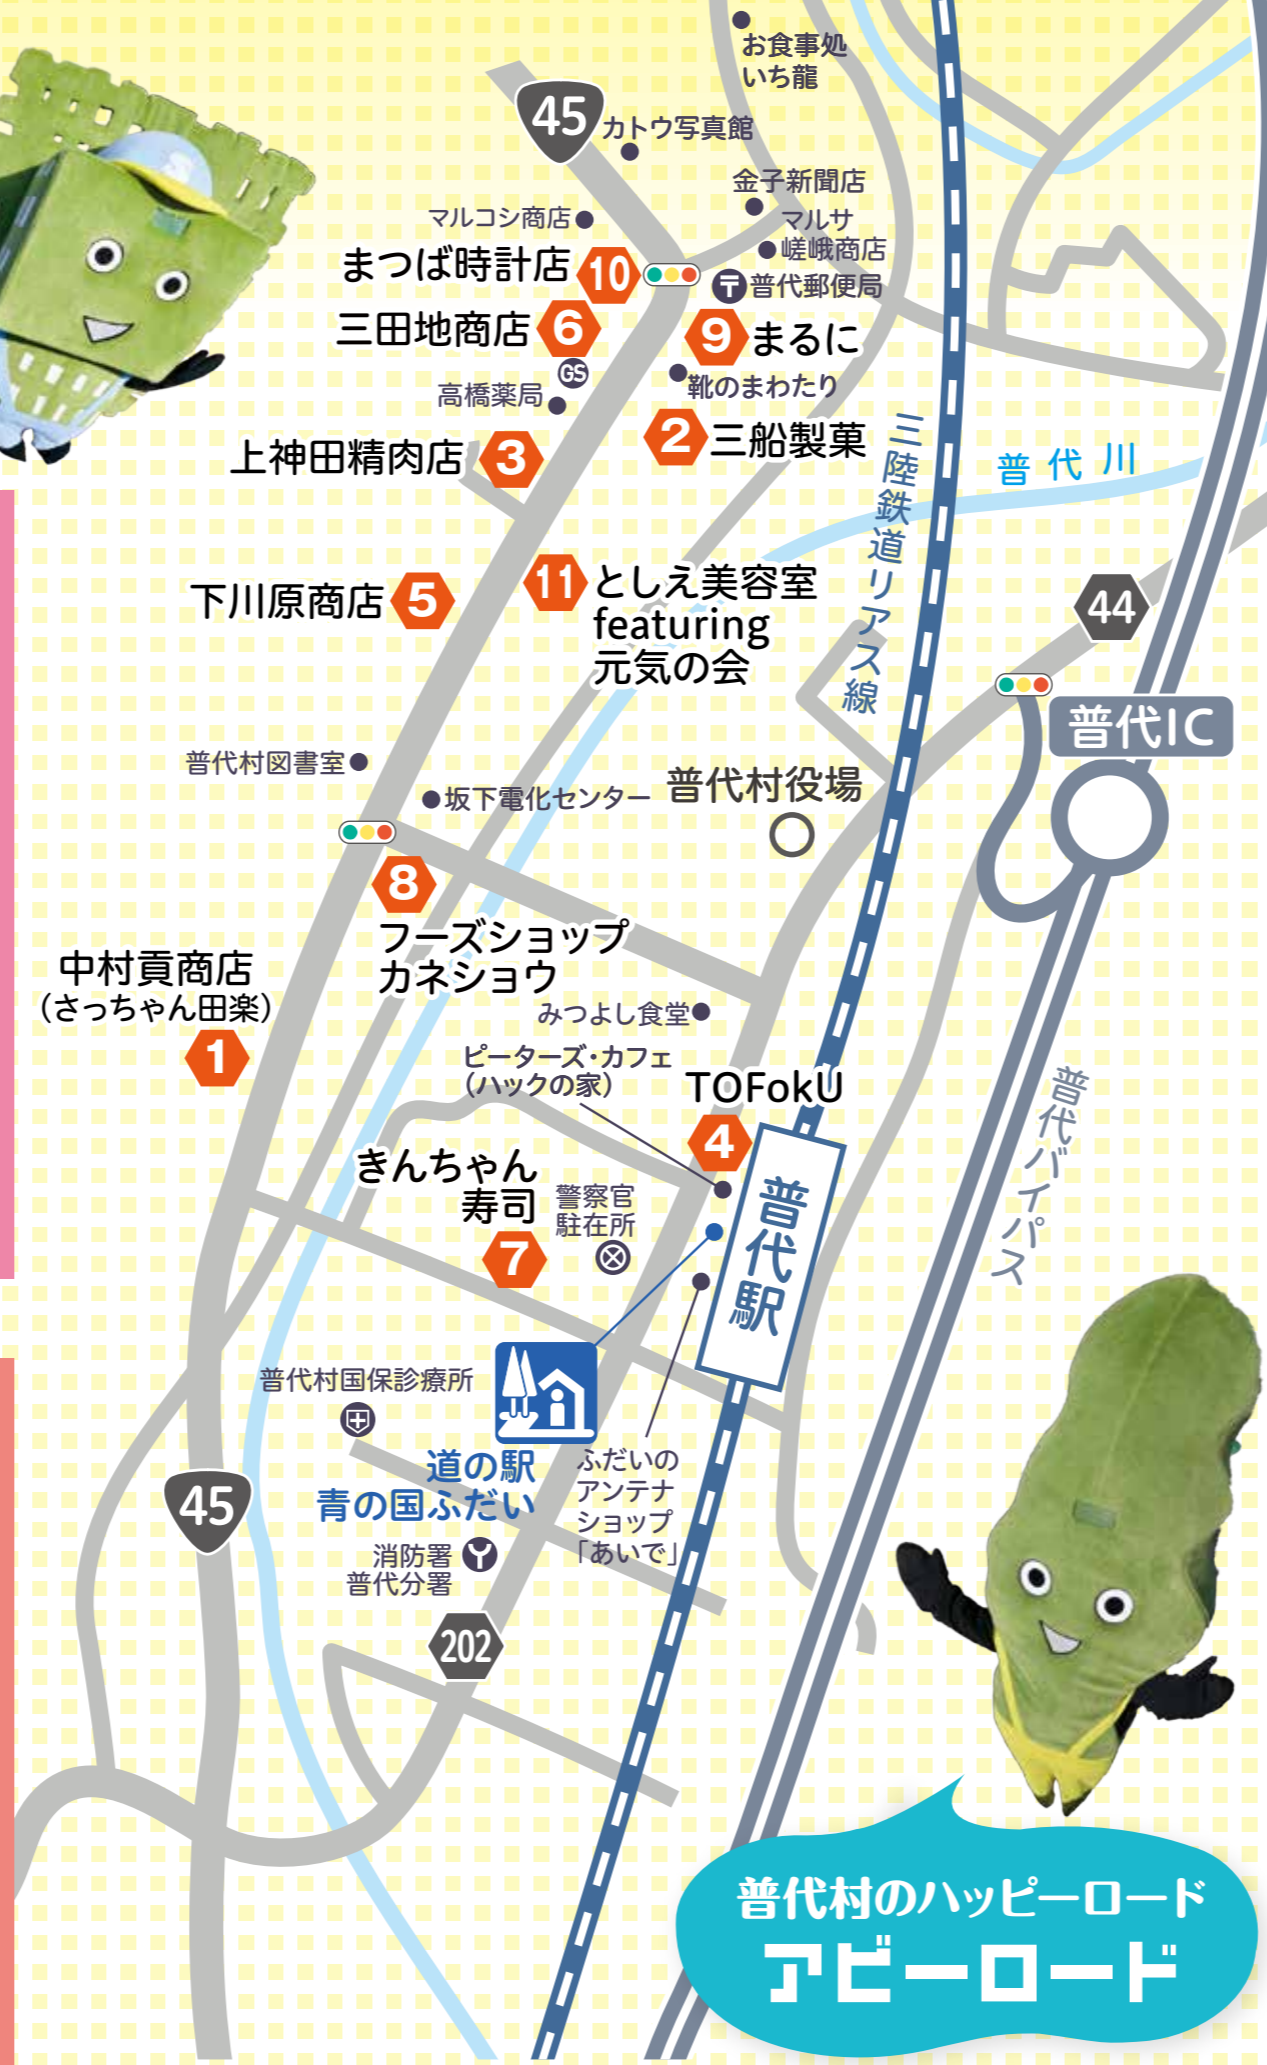 お食事処
いち龍
45
カトウ写真館
金子新聞店
マルコシ商店
マルサ
嵯峨商店
まつば時計店
10
普代郵便局
三田地商店
6
9
まるに
GS
高橋薬局
靴のまわたり
2
三船製菓
上神田精肉店
3
三陸鉄道リアス線
普代川
下川原商店
5
11
としえ美容室
featuring
元気の会
44
普代IC
普代村図書室
坂下電化センター
普代村役場
8
フーズショップ
カネショウ
中村貢商店
(さっちゃん田楽)
1
みつよし食堂
ピーターズ・カフェ
(ハックの家)
TOFokU
4
普代バイパス
きんちゃん
寿司
7
警察官
駐在所
普代駅
普代村国保診療所
道の駅
青の国ふだい
ふだいの
アンテナ
ショップ
「あいで」
45
消防署
普代分署
202
普代村のハッピーロード
アビーロード